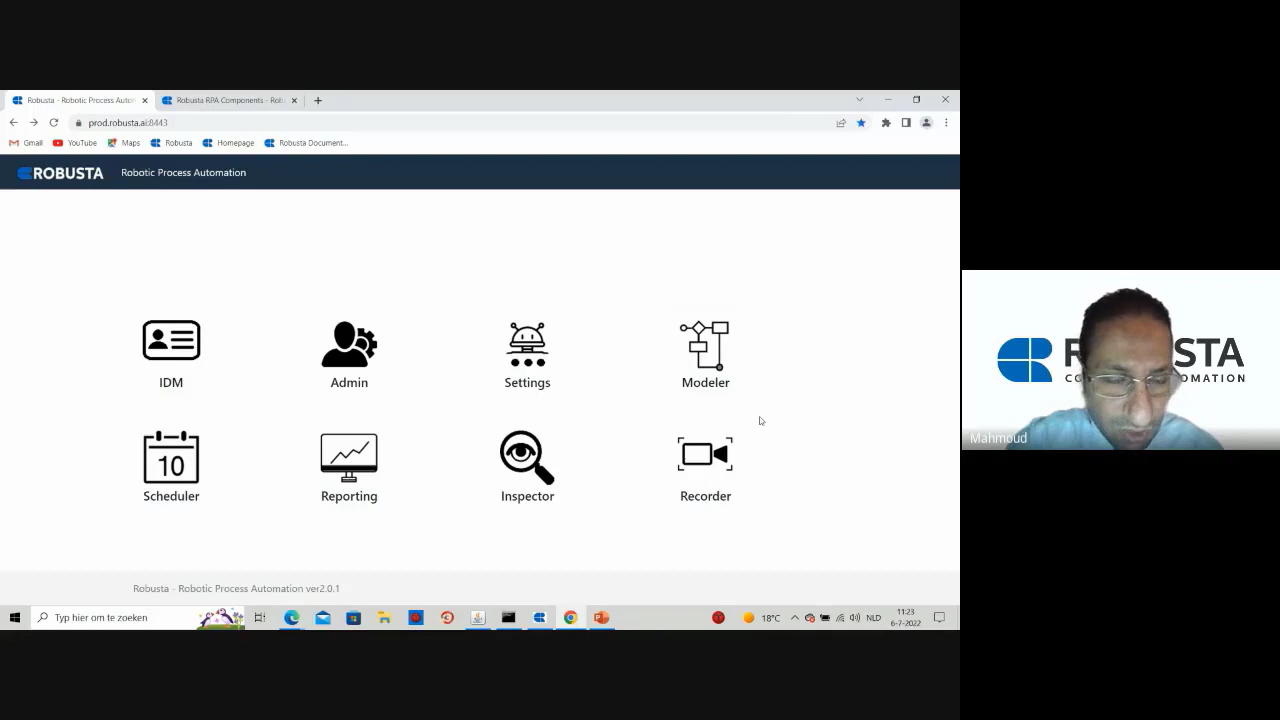 Robusta - Robotic Process Autom
Robusta RPA Components - Rob
prod.robusta.ai:8443
Gmail
YouTube
Maps
Robusta
Homepage
Robusta Document...
ROBUSTA
Robotic Process Automation
IDM
Admin
Settings
Modeler
Scheduler
10
Reporting
Inspector
Recorder
Robusta - Robotic Process Automation ver2.0.1
Typ hier om te zoeken
18°C
NLD
11:23
6-7-2022
Mahmoud